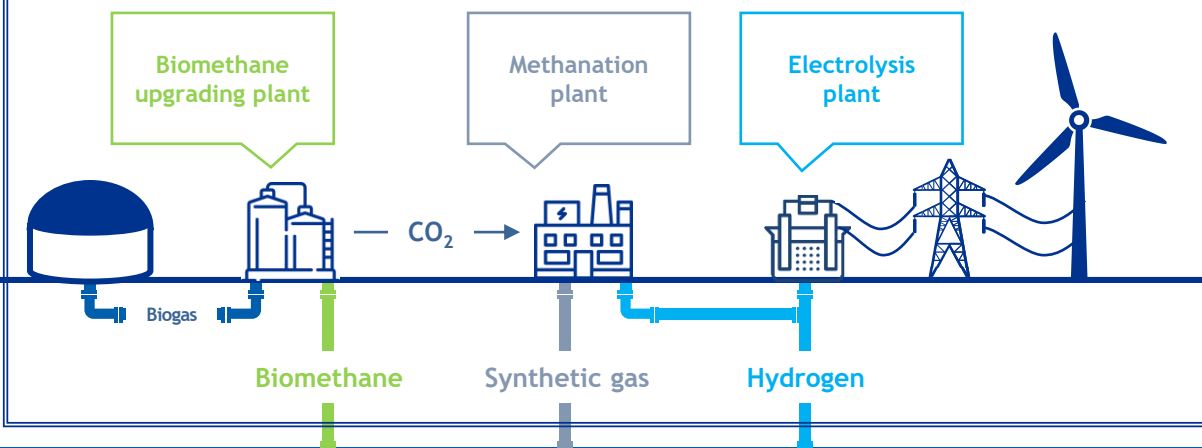 Biomethane
upgrading plant
Methanation
plant
Electrolysis
plant
CO₂
Biogas
Biomethane
Synthetic gas
Hydrogen